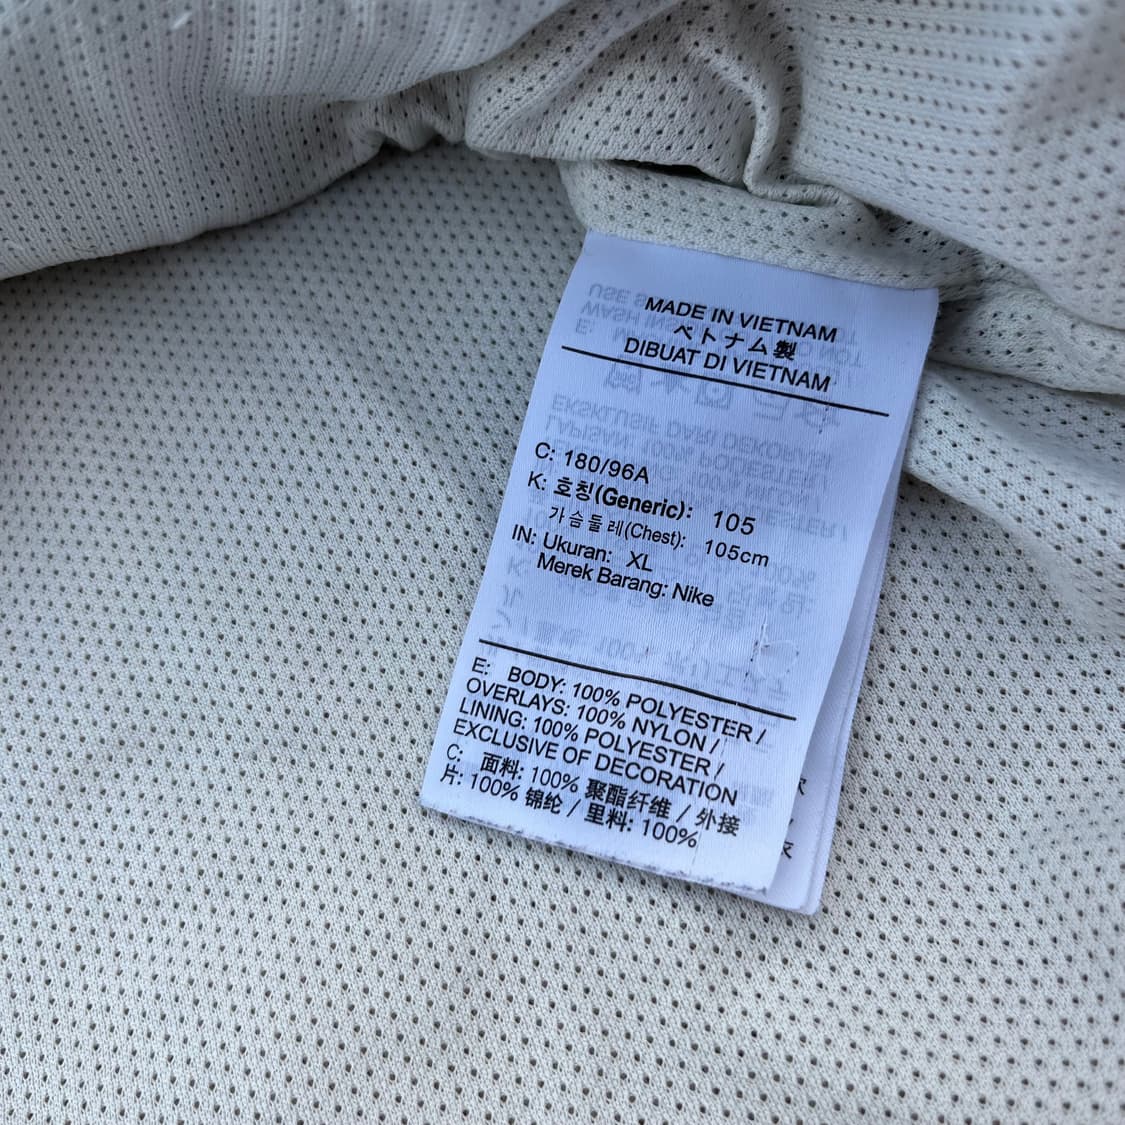 MADE IN VIETNAM
ベトナム製
DIBUAT DI VIETNAM
C: 180/96A
K: 호칭(Generic): 105
가슴둘레(Chest): 105cm
IN: Ukuran: XL
Merek Barang: Nike
E: BODY: 100% POLYESTER /
OVERLAYS: 100% NYLON /
LINING: 100% POLYESTER /
EXCLUSIVE OF DECORATION
C: 面料: 100% 聚酯纤维 / 外接
片: 100% 锦纶 / 里料: 100%